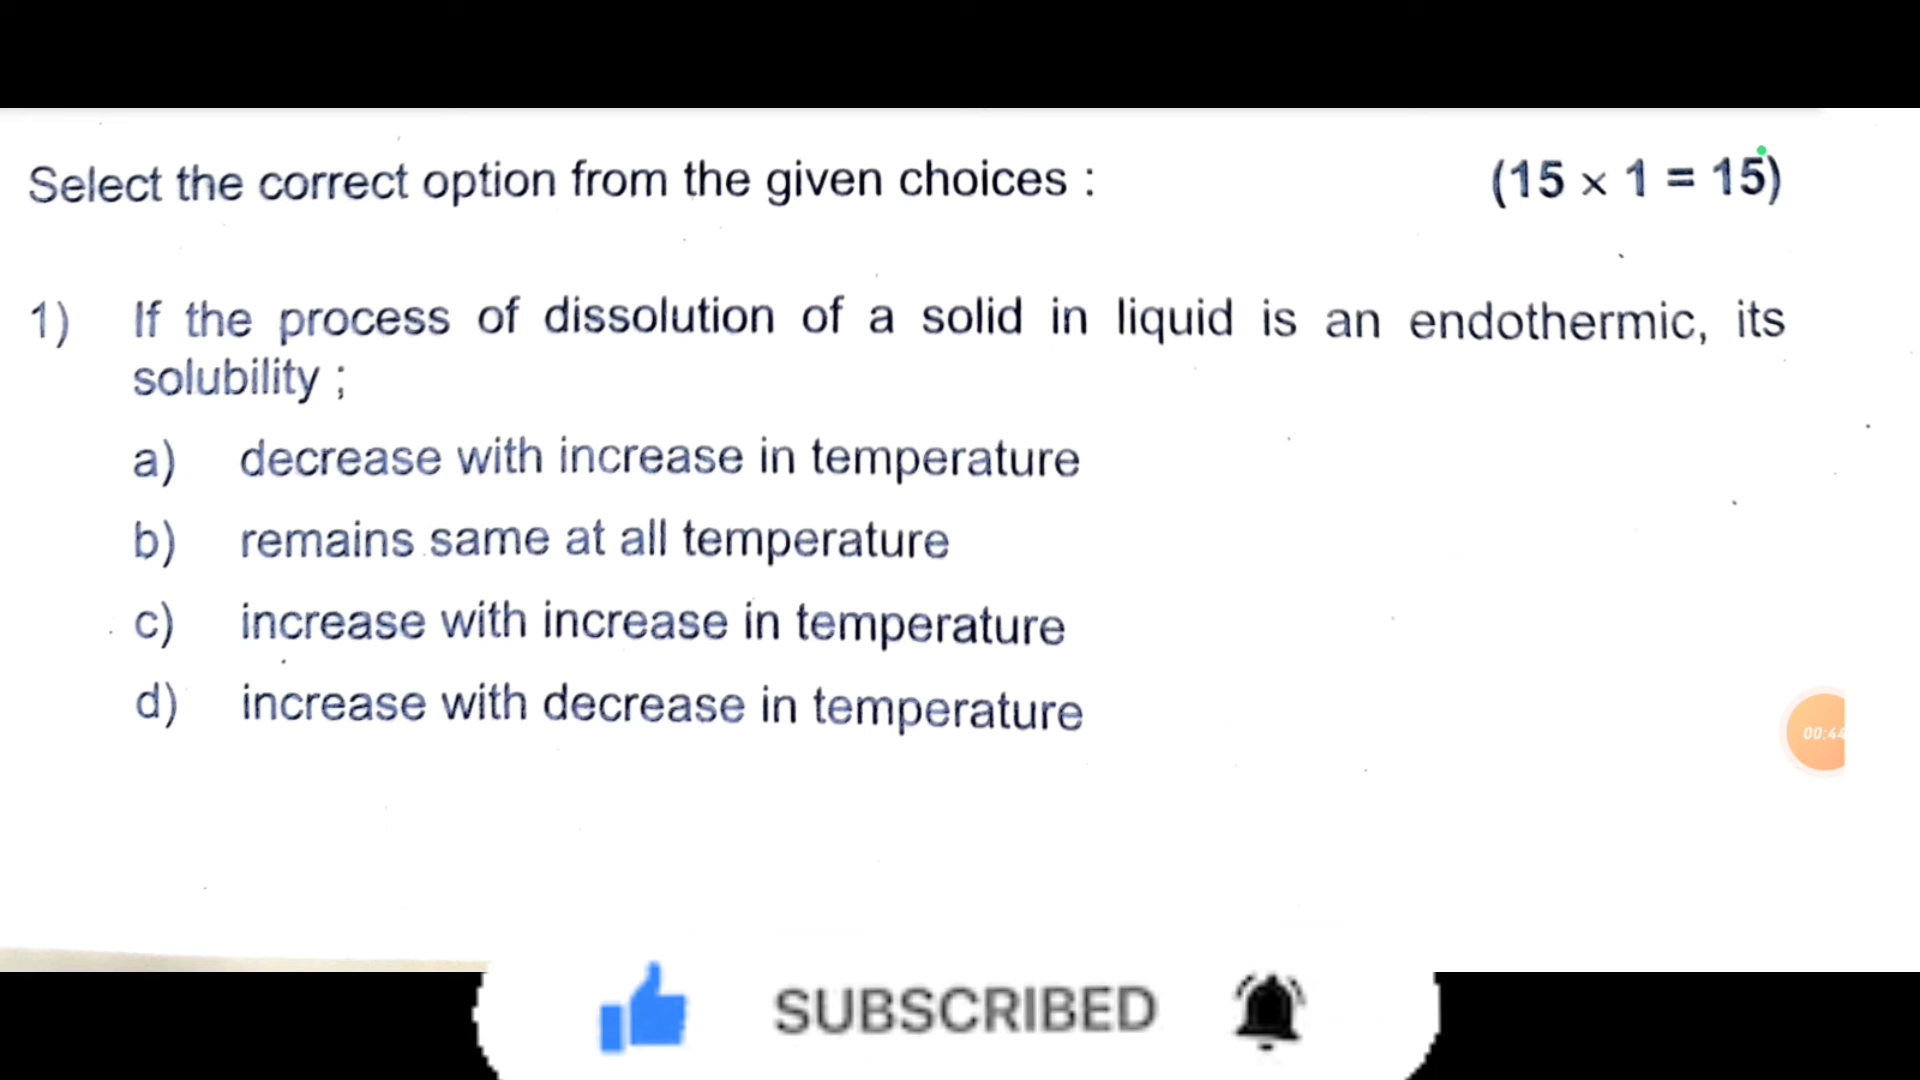 Select the correct option from the given choices : (15 × 1 = 15)
1) If the process of dissolution of a solid in liquid is an endothermic, its
solubility ;
a) decrease with increase in temperature
b) remains same at all temperature
c) increase with increase in temperature
d) increase with decrease in temperature
00:44
SUBSCRIBED